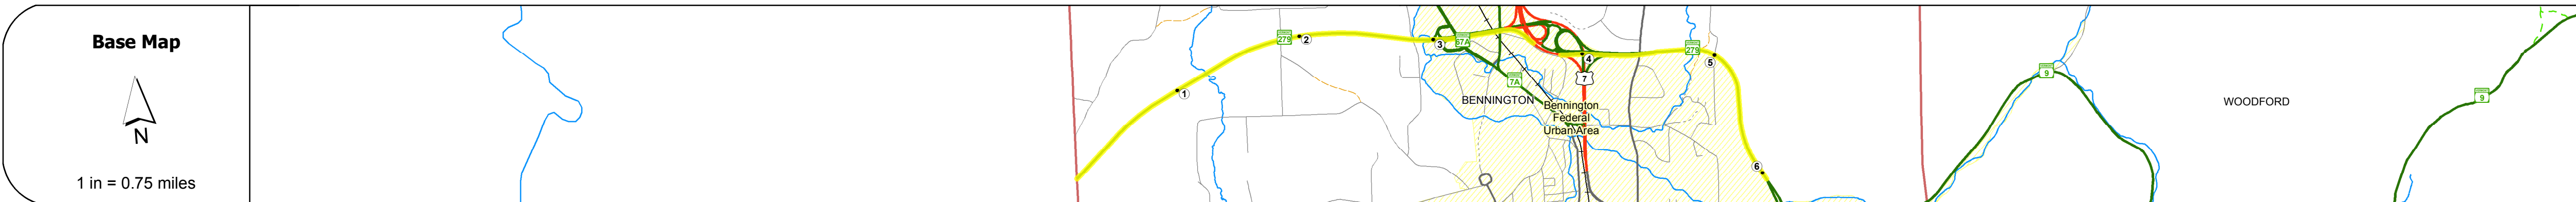 Base Map
N
1 in = 0.75 miles
1
279
2
3
67A
7A
BENNINGTON
Bennington
Federal
Urban Area
4
7
279
5
6
9
WOODFORD
9